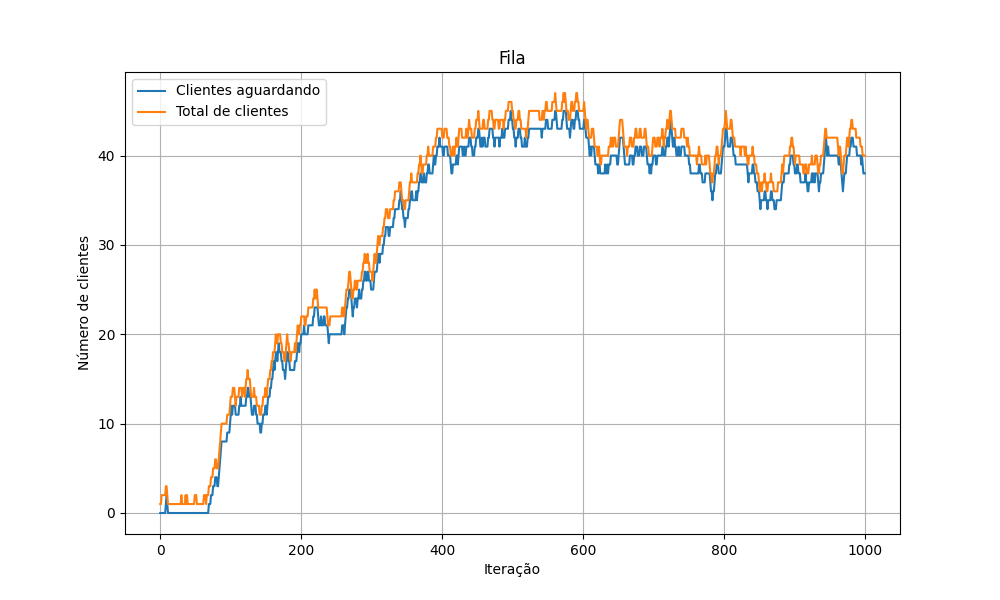 Fila
Clientes aguardando
Total de clientes
Número de clientes
40
30
20
10
0
0 200 400 600 800 1000
Iteração